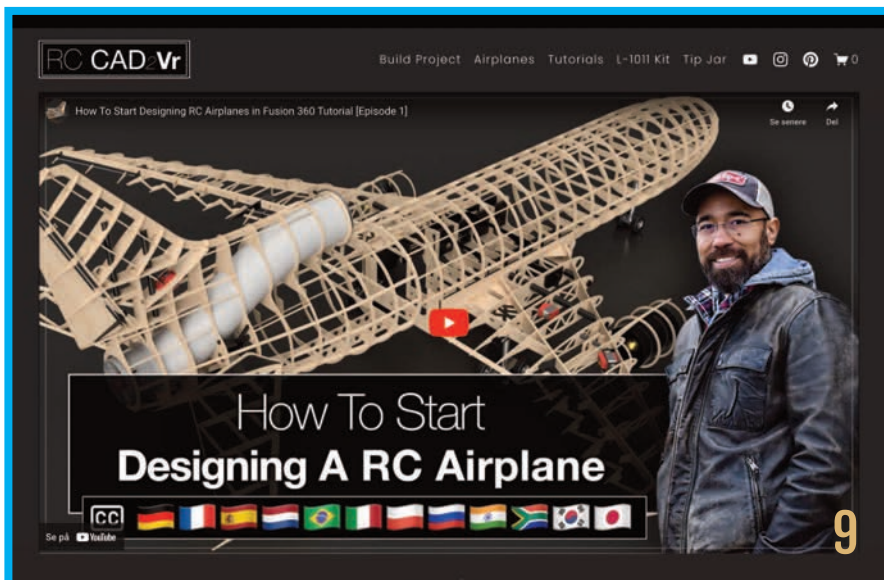 RC CAD2Vr
Build Project Airplanes Tutorials L-1011 Kit Tip Jar 0
How To Start Designing RC Airplanes in Fusion 360 Tutorial [Episode 1]
Se senere
Del
How To Start
Designing A RC Airplane
CC
Se på YouTube
9